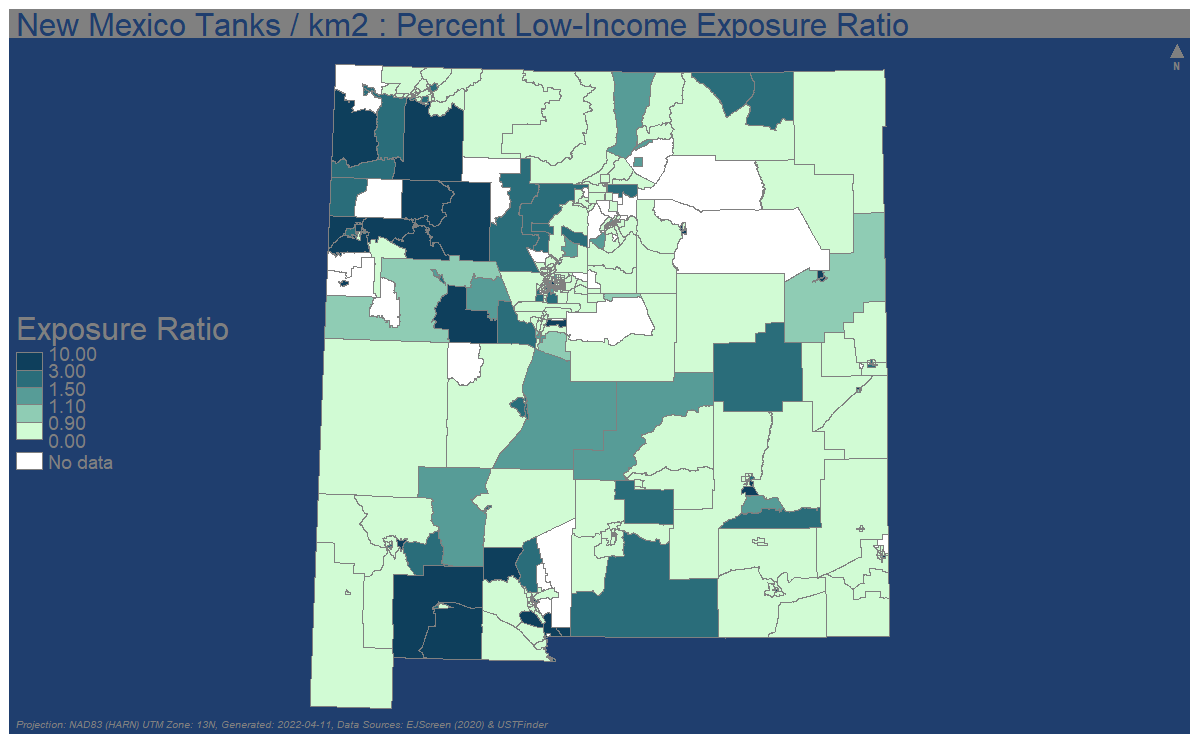 New Mexico Tanks / km2 : Percent Low-Income Exposure Ratio
N
Exposure Ratio
10.00
3.00
1.50
1.10
0.90
0.00
No data
Projection: NAD83 (HARN) UTM Zone: 13N, Generated: 2022-04-11, Data Sources: EJScreen (2020) & USTFinder